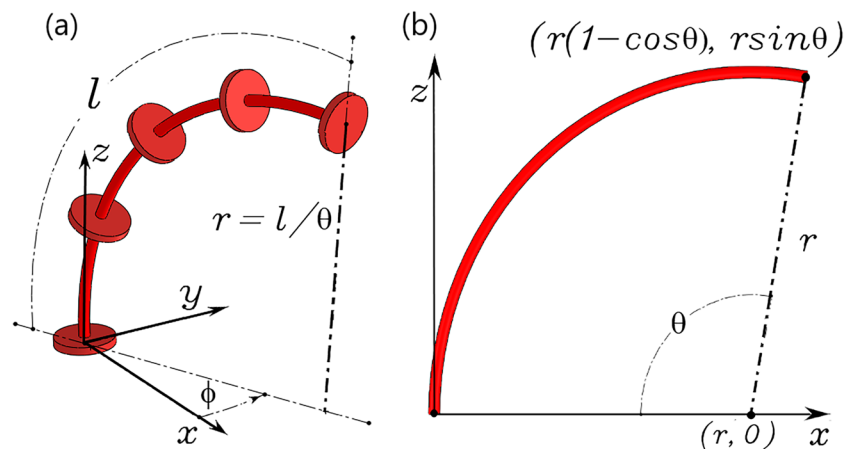 (a)
l
z
r = l/θ
y
ϕ
x
(b)
(r(1-cosθ), rsinθ)
z
r
θ
(r, 0)
x